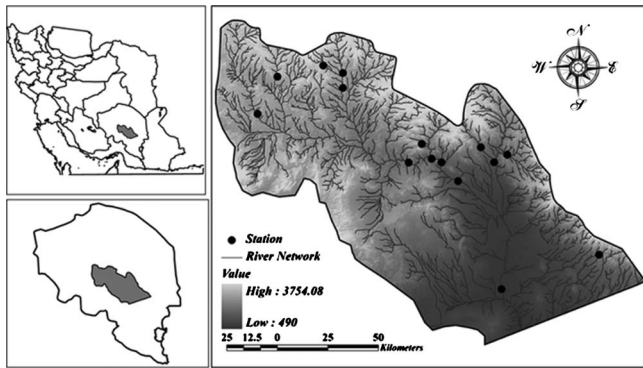 N
W
E
S
Station
River Network
Value
High : 3754.08
Low : 490
25 12.5 0 25 50
Kilometers